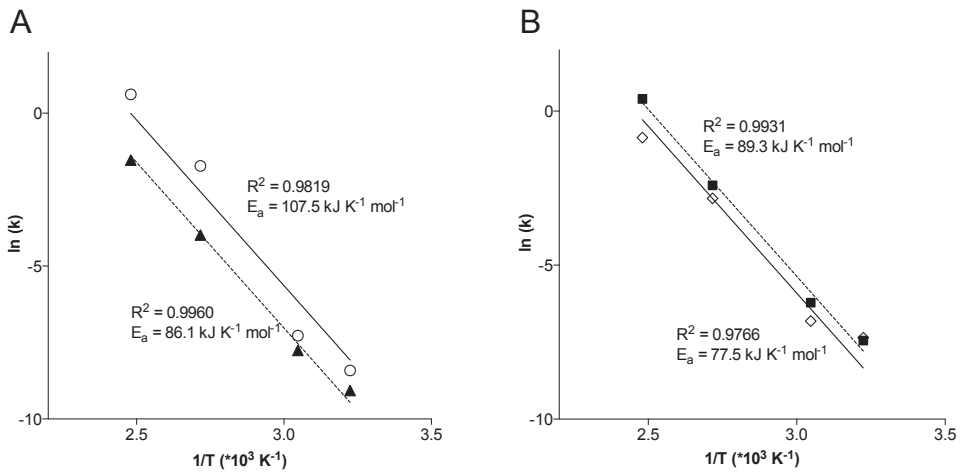 A
0
-5
-10
2.5
3.0
3.5
ln (k)
1/T (*10³ K⁻¹)
R² = 0.9819
Eₐ = 107.5 kJ K⁻¹ mol⁻¹
R² = 0.9960
Eₐ = 86.1 kJ K⁻¹ mol⁻¹
B
0
-5
-10
2.5
3.0
3.5
ln (k)
1/T (*10³ K⁻¹)
R² = 0.9931
Eₐ = 89.3 kJ K⁻¹ mol⁻¹
R² = 0.9766
Eₐ = 77.5 kJ K⁻¹ mol⁻¹